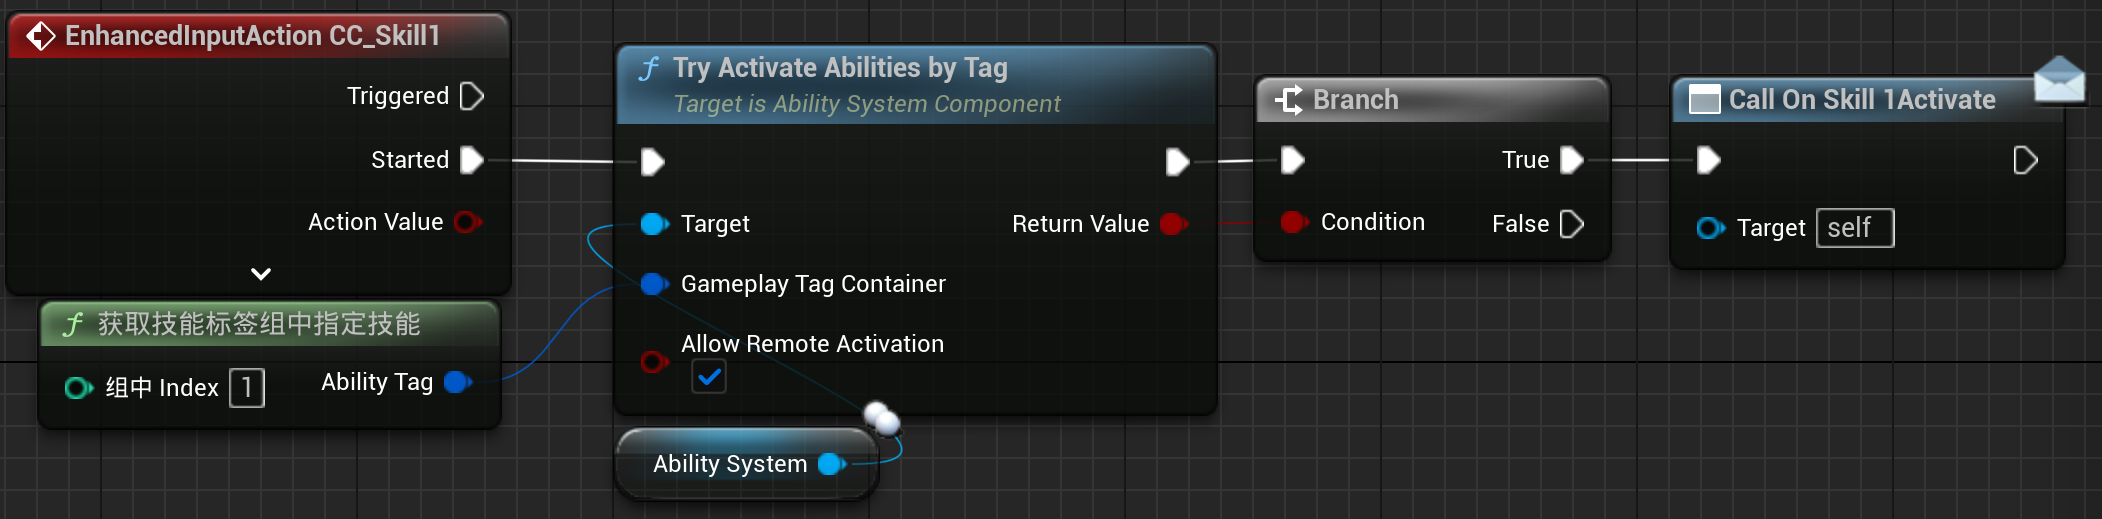 EnhancedInputAction CC_Skill1
Triggered
Started
Action Value
f 获取技能标签组中指定技能
组中 Index 1
Ability Tag
f Try Activate Abilities by Tag
Target is Ability System Component
Target
Return Value
Gameplay Tag Container
Allow Remote Activation
Ability System
Branch
True
Condition
False
Call On Skill 1Activate
Target self